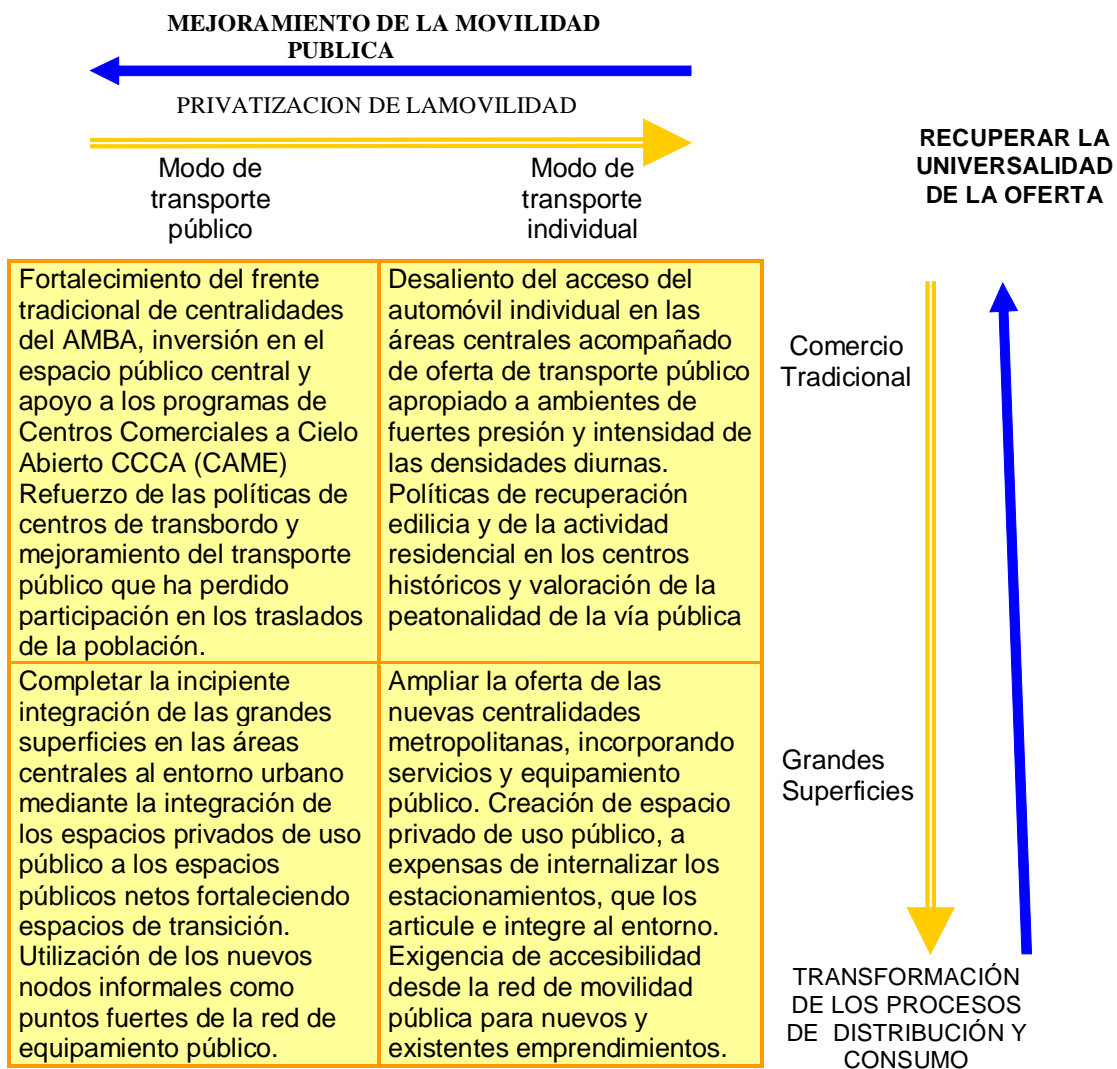 MEJORAMIENTO DE LA MOVILIDAD
PUBLICA
PRIVATIZACION DE LAMOVILIDAD
Modo de
transporte
público
Modo de
transporte
individual
RECUPERAR LA
UNIVERSALIDAD
DE LA OFERTA
Fortalecimiento del frente
tradicional de centralidades
del AMBA, inversión en el
espacio público central y
apoyo a los programas de
Centros Comerciales a Cielo
Abierto CCCA (CAME)
Refuerzo de las políticas de
centros de transbordo y
mejoramiento del transporte
público que ha perdido
participación en los traslados
de la población.
Desaliento del acceso del
automóvil individual en las
áreas centrales acompañado
de oferta de transporte público
apropiado a ambientes de
fuertes presión y intensidad de
las densidades diurnas.
Políticas de recuperación
edilicia y de la actividad
residencial en los centros
históricos y valoración de la
peatonalidad de la vía pública
Comercio
Tradicional
Completar la incipiente
integración de las grandes
superficies en las áreas
centrales al entorno urbano
mediante la integración de
los espacios privados de uso
público a los espacios
públicos netos fortaleciendo
espacios de transición.
Utilización de los nuevos
nodos informales como
puntos fuertes de la red de
equipamiento público.
Ampliar la oferta de las
nuevas centralidades
metropolitanas, incorporando
servicios y equipamiento
público. Creación de espacio
privado de uso público, a
expensas de internalizar los
estacionamientos, que los
articule e integre al entorno.
Exigencia de accesibilidad
desde la red de movilidad
pública para nuevos y
existentes emprendimientos.
Grandes
Superficies
TRANSFORMACIÓN
DE LOS PROCESOS
DE DISTRIBUCIÓN Y
CONSUMO